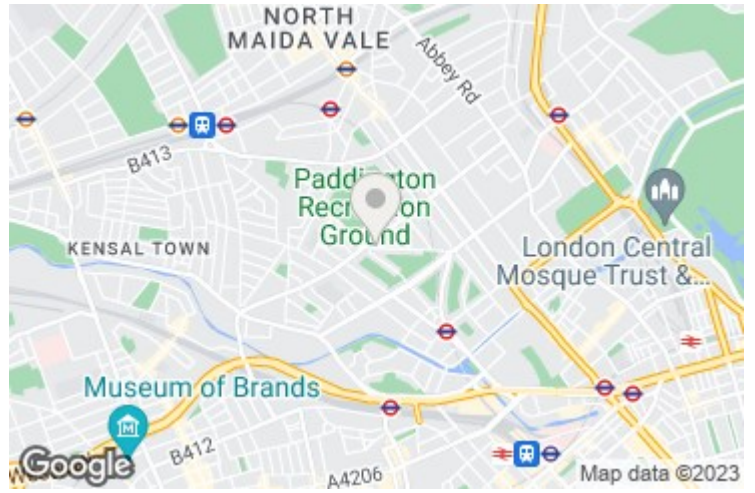 NORTH
MAIDA VALE
Abbey Rd
B413
Paddington
Recreation
Ground
KENSAL TOWN
London Central
Mosque Trust &...
Museum of Brands
B412
A4206
Google
Map data ©2023